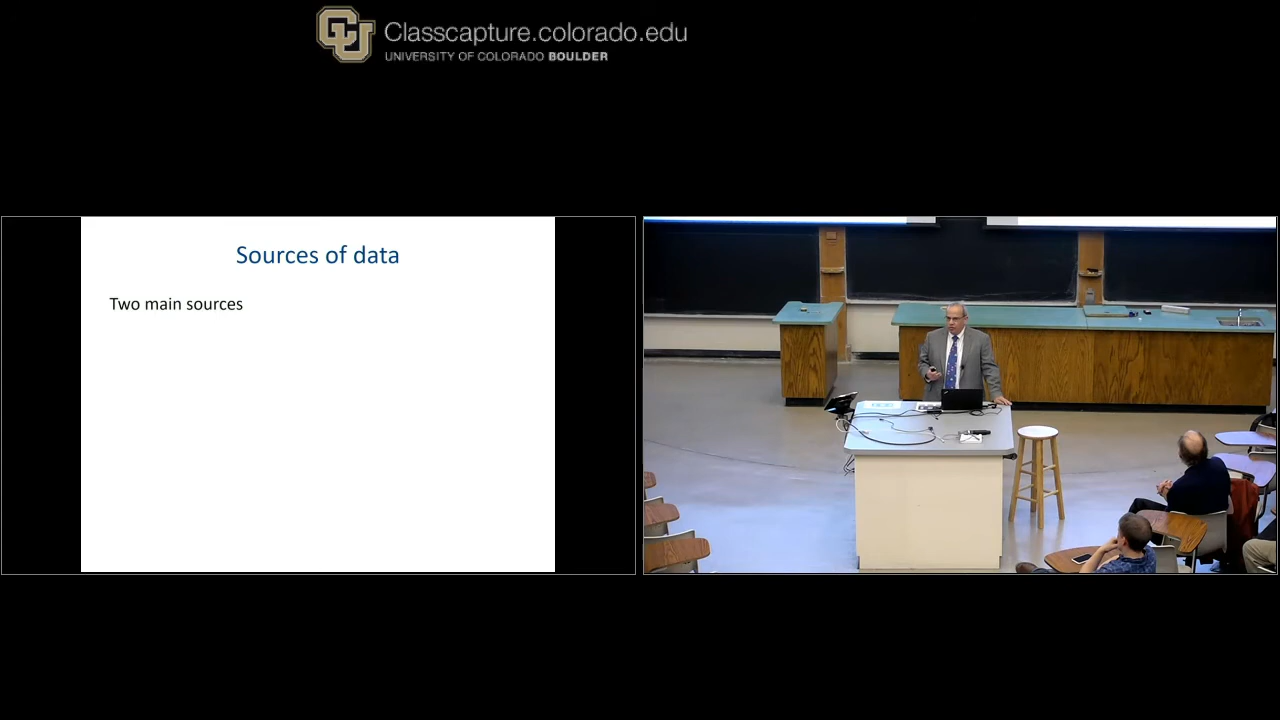 Classcapture.colorado.edu
UNIVERSITY OF COLORADO BOULDER
Sources of data
Two main sources